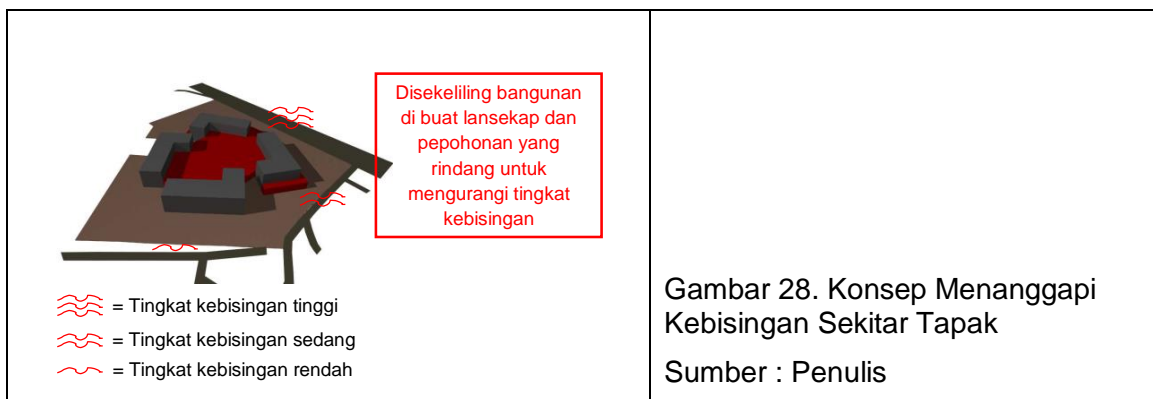 Disekeliling bangunan
di buat lansekap dan
pepohonan yang
rindang untuk
mengurangi tingkat
kebisingan
= Tingkat kebisingan tinggi
= Tingkat kebisingan sedang
= Tingkat kebisingan rendah
Gambar 28. Konsep Menanggapi
Kebisingan Sekitar Tapak
Sumber : Penulis